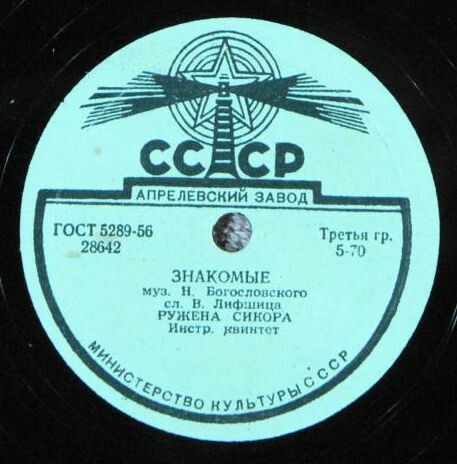 СССР
АПРЕЛЕВСКИЙ ЗАВОД
ГОСТ 5289-56
28642
Третья гр.
5-70
ЗНАКОМЫЕ
муз. Н. Богословского
сл. В. Лифшица
РУЖЕНА СИКОРА
Инстр. квинтет
МИНИСТЕРСТВО КУЛЬТУРЫ СССР